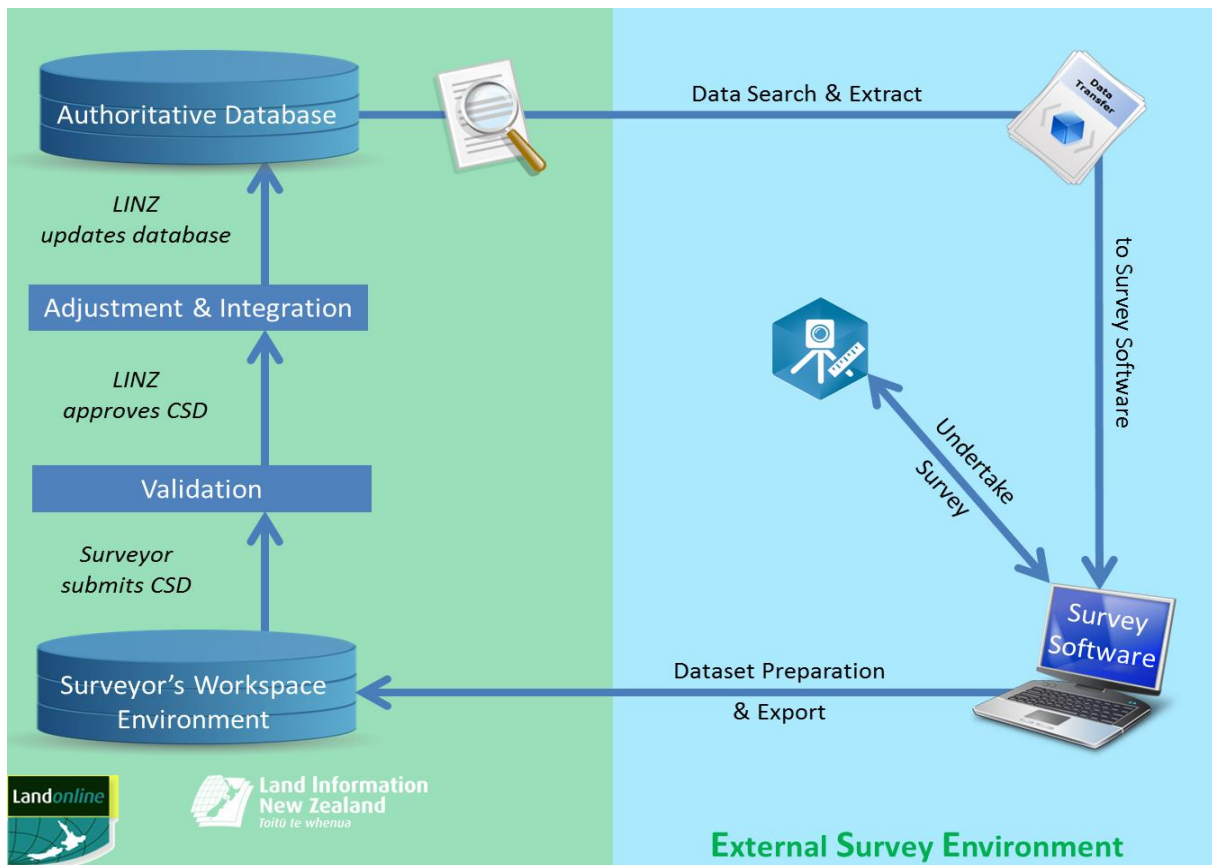 Authoritative Database
Data Search & Extract
Data
Transfer
LINZ
updates database
to Survey Software
Adjustment & Integration
LINZ
approves CSD
Undertake
Survey
Validation
Surveyor
submits CSD
Survey
Software
Surveyor's Workspace
Environment
Dataset Preparation
& Export
Landonline
Land Information
New Zealand
Toitū te whenua
External Survey Environment